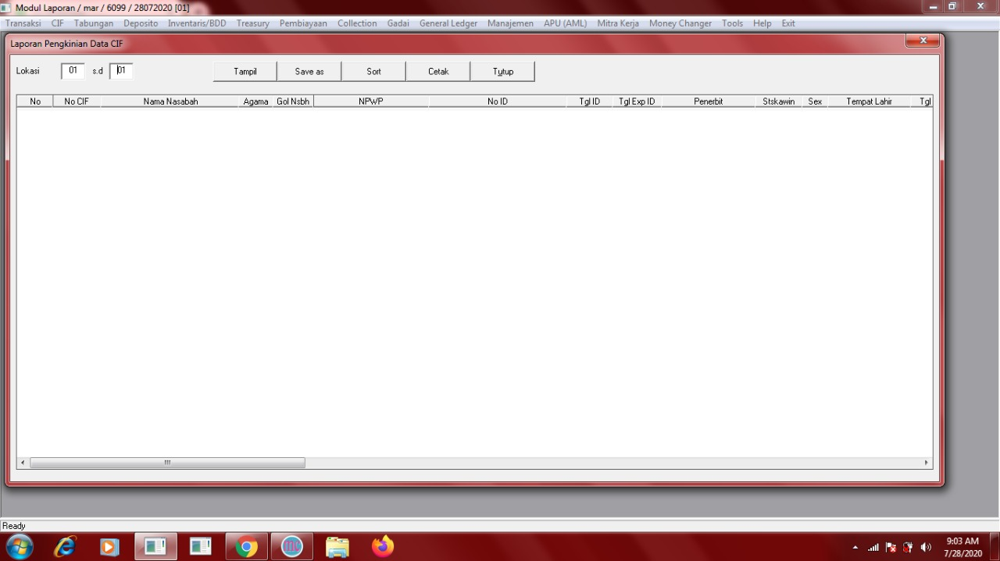 Modul Laporan / mar / 6099 / 28072020 [01]
Transaksi CIF Tabungan Deposito Inventaris/BDD Treasury Pembiayaan Collection Gadai General Ledger Manajemen APU (AML) Mitra Kerja Money Changer Tools Help Exit
Laporan Pengkinian Data CIF
Lokasi 01 s.d 01 Tampil Save as Sort Cetak Tutup
No No CIF Nama Nasabah Agama Gol Nsbh NPWP No ID Tgl ID Tgl Exp ID Penerbit Stskawin Sex Tempat Lahir Tgl
Ready
9:03 AM
7/28/2020